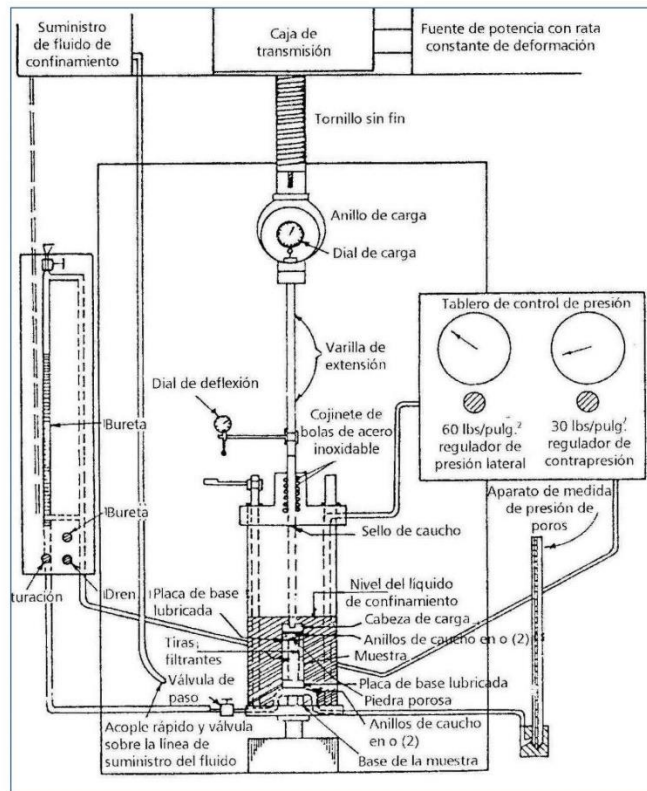 Suministro
de fluido de
confinamiento
Caja de
transmisión
Fuente de potencia con rata
constante de deformación
Tornillo sin fin
Anillo de carga
Dial de carga
Tablero de control de presión
Varilla de
extensión
Dial de deflexión
Cojinete de
bolas de acero
inoxidable
60 lbs/pulg.²
regulador de
presión lateral
30 lbs/pulg.²
regulador de
contrapresión
Bureta
Bureta
Aparato de medida
de presión de
poros
Sello de caucho
turación
Dren.
Placa de base
lubricada
Nivel del líquido
de confinamiento
Cabeza de carga
Anillos de caucho en o (2)
Tiras
filtrantes
Muestra
Placa de base lubricada
Piedra porosa
Válvula de
paso
Acople rápido y válvula
sobre la línea de
suministro del fluido
Anillos de caucho
en o (2)
Base de la muestra